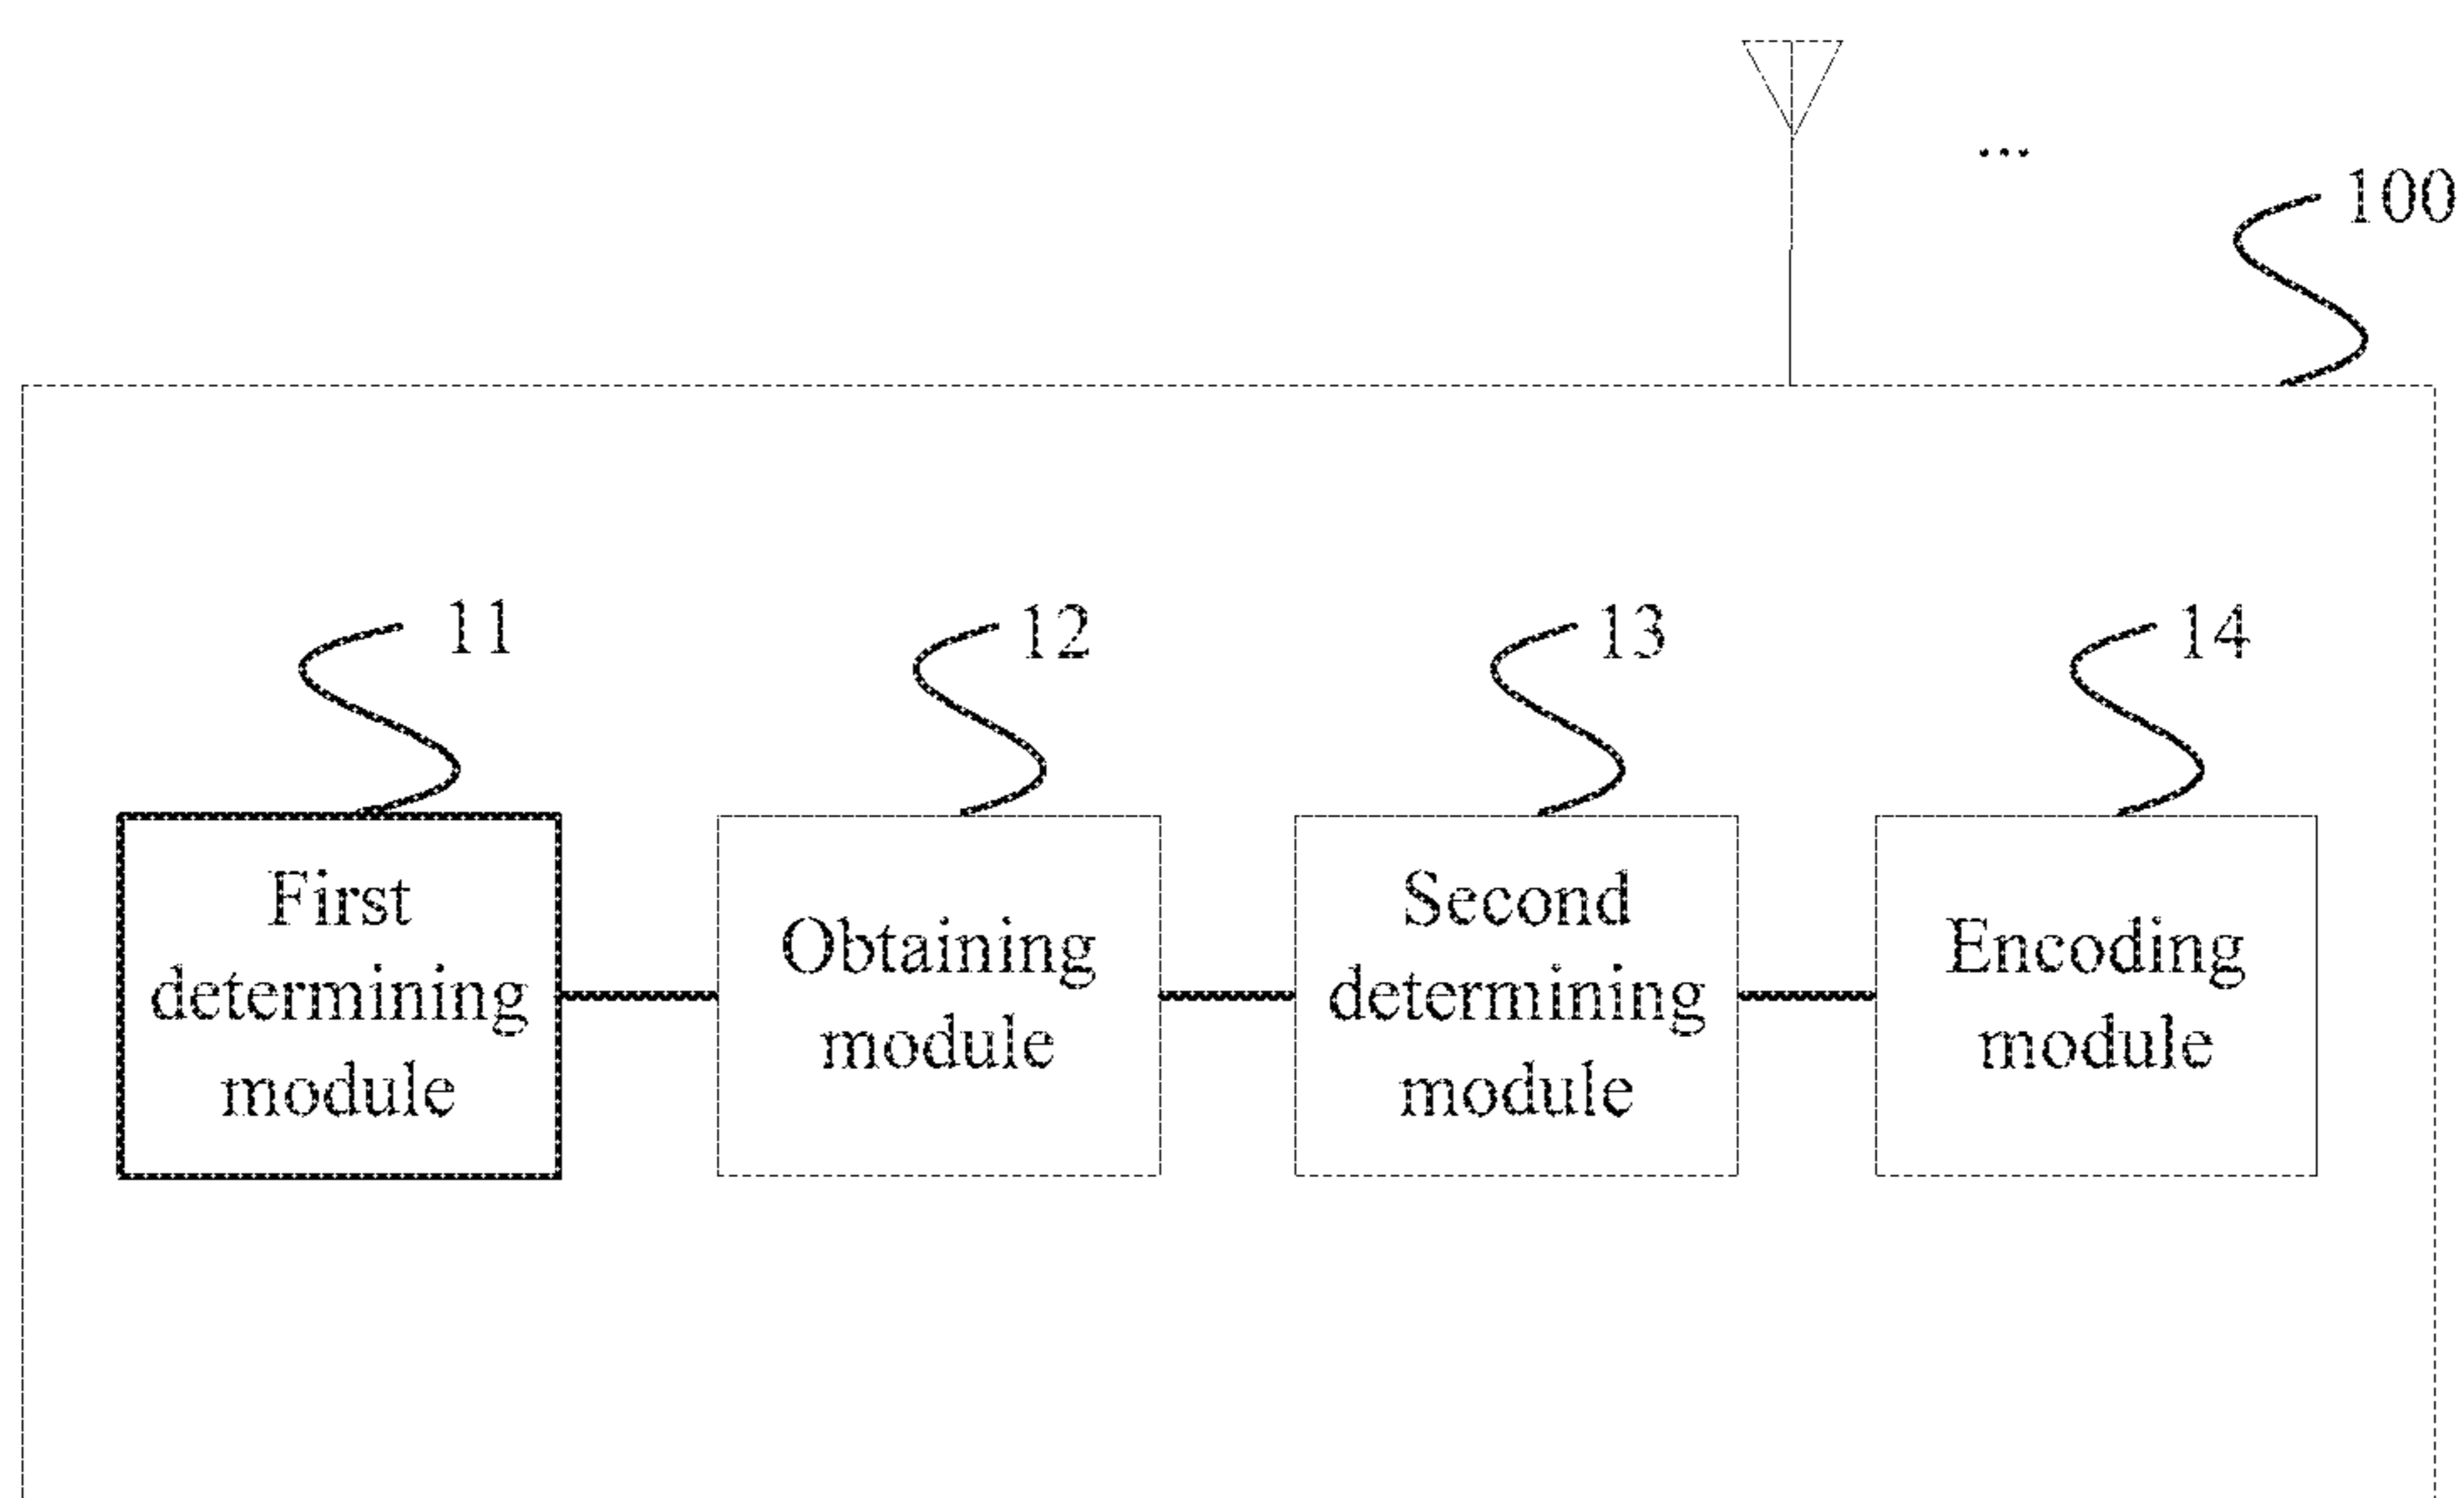 ...
100
11
12
13
14
First
determining
module
Obtaining
module
Second
determining
module
Encoding
module